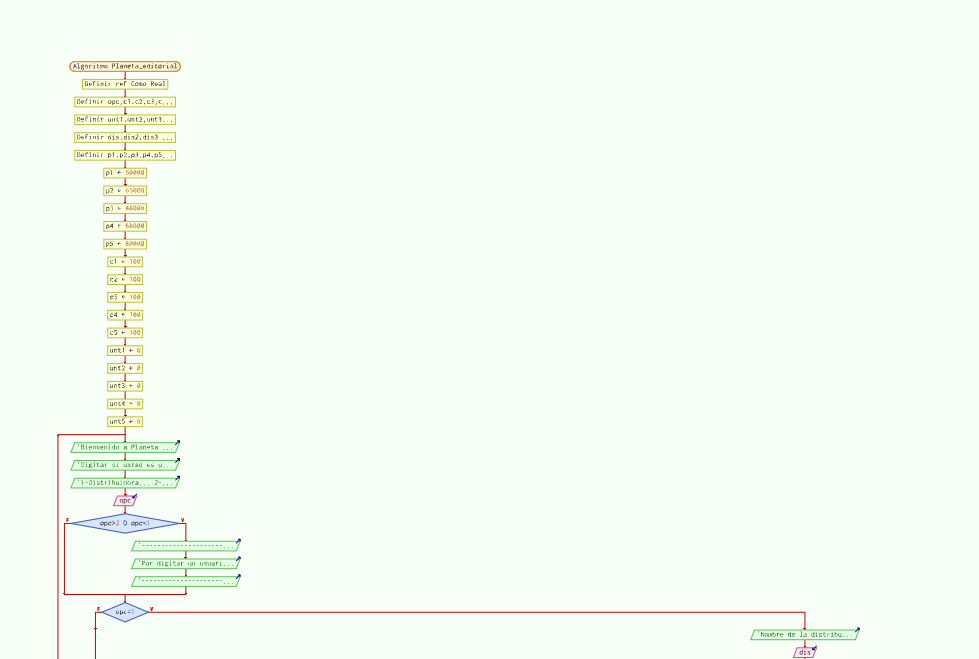 Algoritmo Planeta_editorial
Definir ref Como Real
Definir opc,c1,c2,c3,c...
Definir unt1,unt2,unt3...
Definir dis,dis2,dis3 ...
Definir p1,p2,p3,p4,p5...
p1 ← 50000
p2 ← 65000
p3 ← 48000
p4 ← 68000
p5 ← 80000
c1 ← 100
c2 ← 100
c3 ← 100
c4 ← 100
c5 ← 100
unt1 ← 0
unt2 ← 0
unt3 ← 0
unt4 ← 0
unt5 ← 0
'Bienvenido a Planeta ...
'Digitar si usted es u...
'1-Distribuidora....2-...
opc
F opc>2 O opc<1 V
'---------------------...
'Por digitar un usuari...
'---------------------...
F opc=1 V
'Nombre de la distribu...
dis